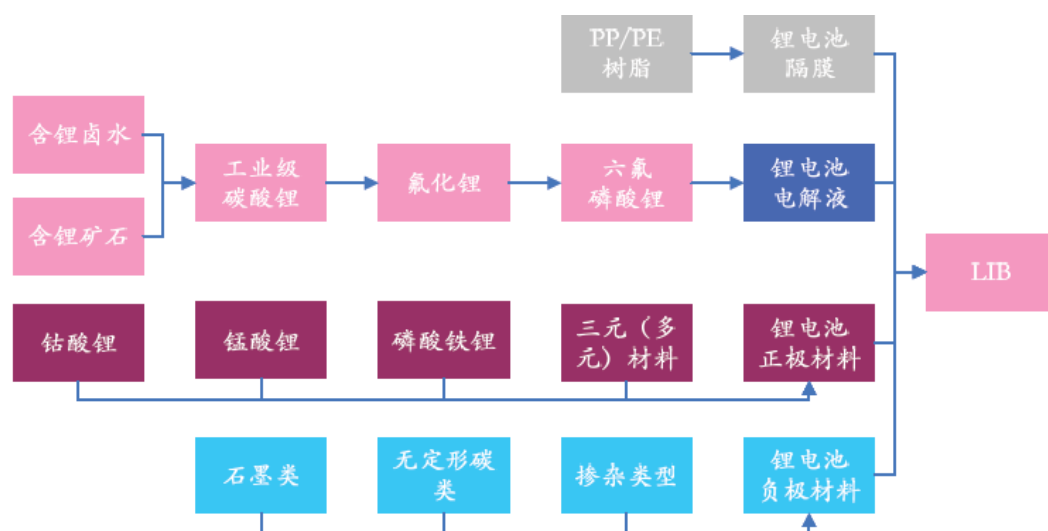 PP/PE
树脂
锂电池
隔膜
含锂卤水
工业级
碳酸锂
氟化锂
六氟
磷酸锂
锂电池
电解液
含锂矿石
LIB
钴酸锂
锰酸锂
磷酸铁锂
三元（多
元）材料
锂电池
正极材料
石墨类
无定形碳
类
掺杂类型
锂电池
负极材料